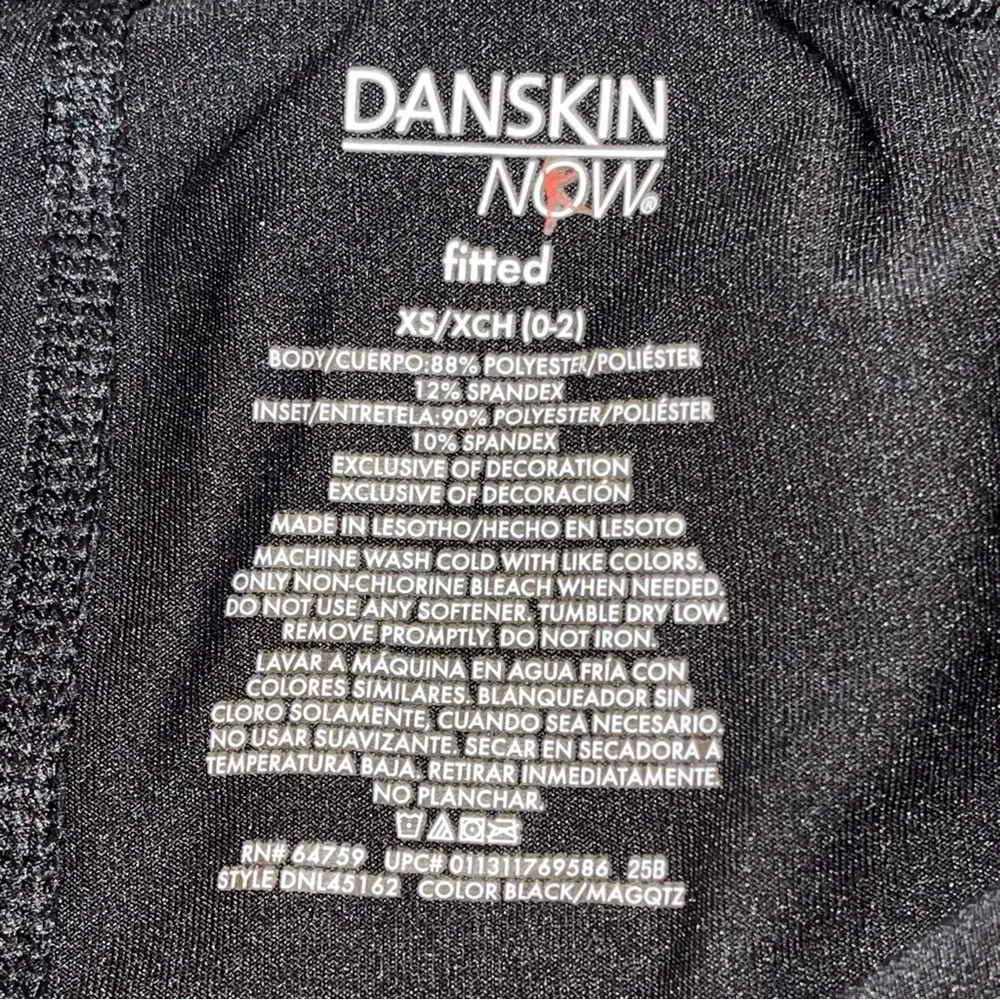 DANSKIN
NOW®
fitted
XS/XCH (0-2)
BODY/CUERPO:88% POLYESTER/POLIÉSTER
12% SPANDEX
INSET/ENTRETELA:90% POLYESTER/POLIÉSTER
10% SPANDEX
EXCLUSIVE OF DECORATION
EXCLUSIVE OF DECORACIÓN
MADE IN LESOTHO/HECHO EN LESOTO
MACHINE WASH COLD WITH LIKE COLORS.
ONLY NON-CHLORINE BLEACH WHEN NEEDED.
DO NOT USE ANY SOFTENER. TUMBLE DRY LOW.
REMOVE PROMPTLY. DO NOT IRON.
LAVAR A MÁQUINA EN AGUA FRÍA CON
COLORES SIMILARES. BLANQUEADOR SIN
CLORO SOLAMENTE, CUANDO SEA NECESARIO.
NO USAR SUAVIZANTE. SECAR EN SECADORA A
TEMPERATURA BAJA. RETIRAR INMEDIATAMENTE.
NO PLANCHAR.
RN# 64759 UPC# 011311769586 25B
STYLE DNL45162 COLOR BLACK/MAGQTZ